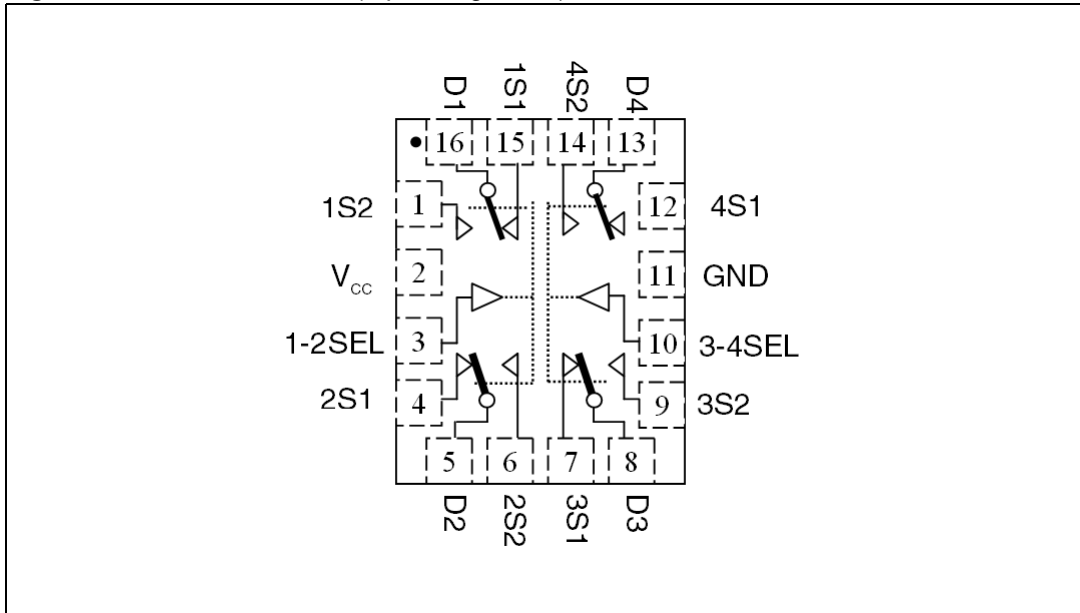 D1 1S1 4S2 D4
16 15 14 13
1S2 1 12 4S1
VCC 2 11 GND
1-2SEL 3 10 3-4SEL
2S1 4 9 3S2
5 6 7 8
D2 2S2 3S1 D3